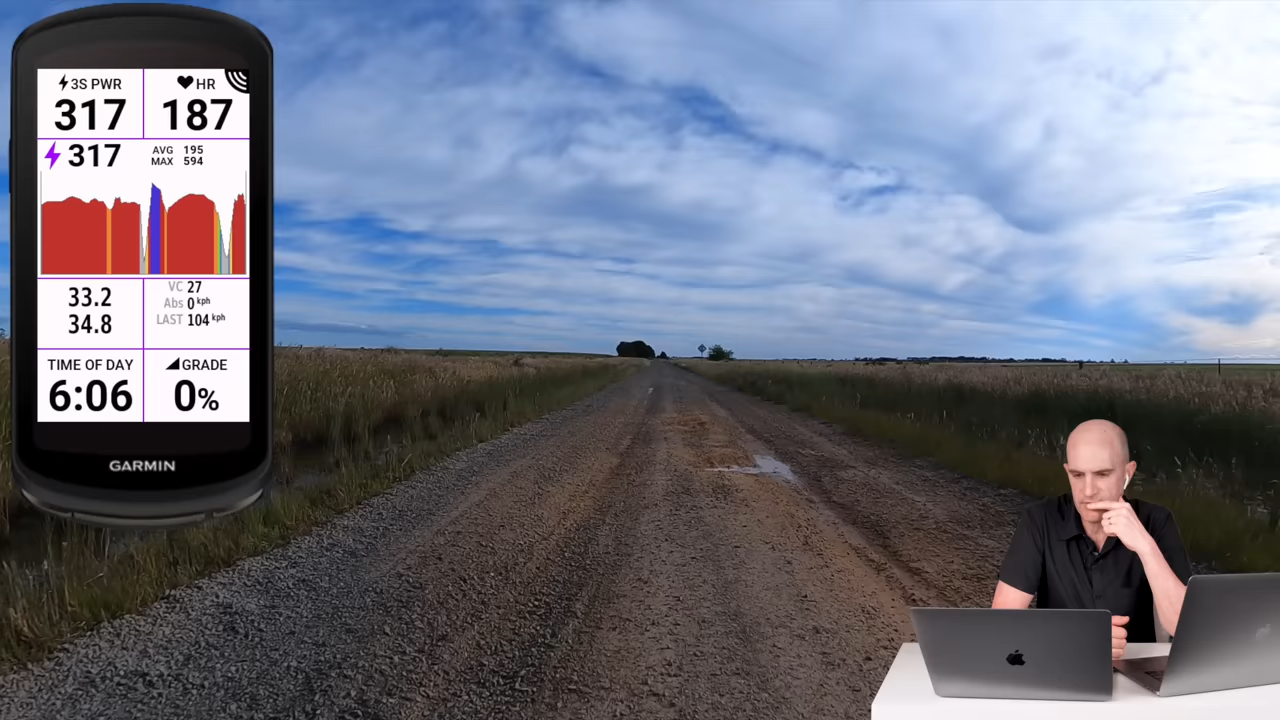 3S PWR
HR
317
187
317
AVG 195
MAX 594
33.2
34.8
VC 27
Abs 0 kph
LAST 104 kph
TIME OF DAY
GRADE
6:06
0%
GARMIN